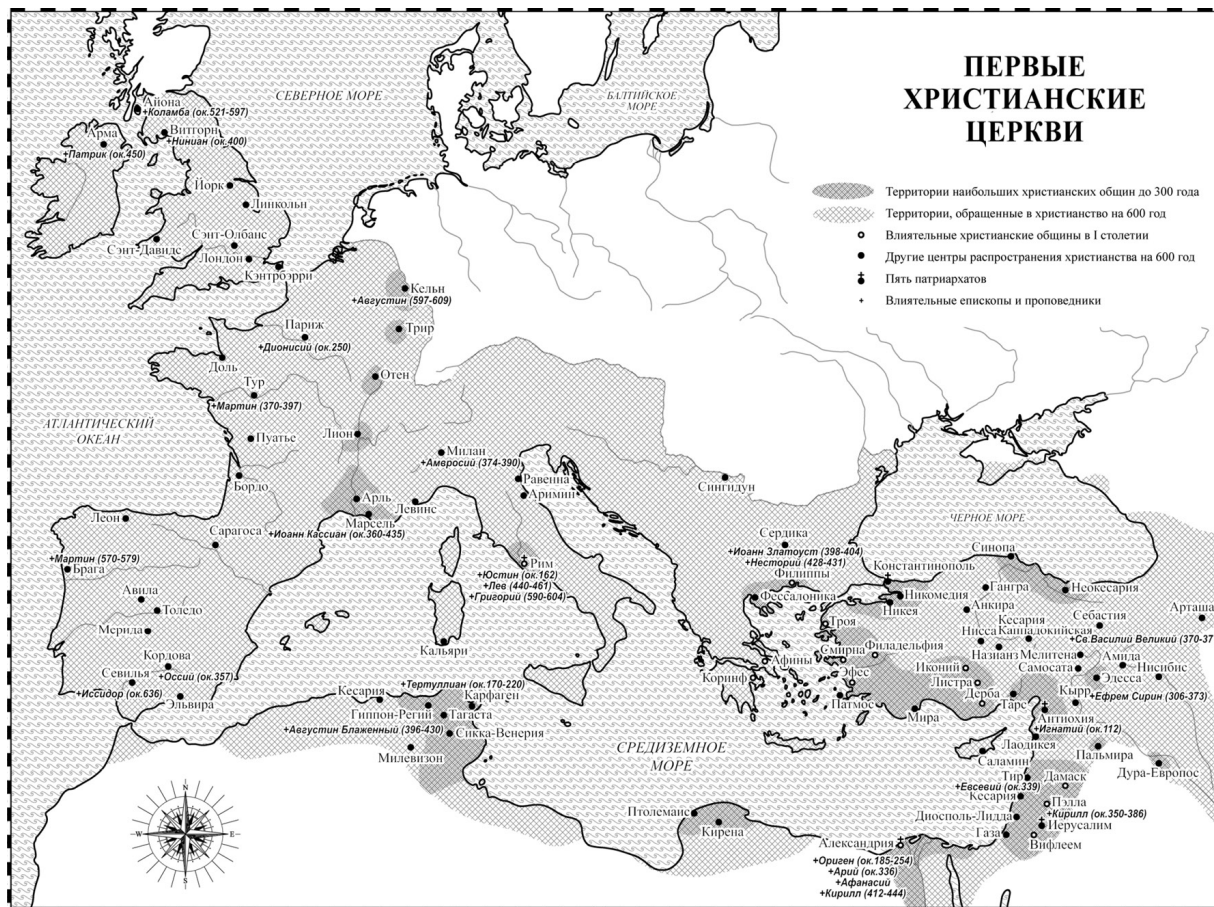 ПЕРВЫЕ
ХРИСТИАНСКИЕ
ЦЕРКВИ
Территории наибольших христианских общин до 300 года
Территории, обращенные в христианство на 600 год
Влиятельные христианские общины в I столетии
Другие центры распространения христианства на 600 год
Пять патриархатов
Влиятельные епископы и проповедники
СЕВЕРНОЕ МОРЕ
БАЛТИЙСКОЕ
МОРЕ
Айона
+Коламба (ок.521-597)
Витгорн
+Ниниан (ок.400)
Арма
+Патрик (ок.450)
Йорк
Линкольн
Сэнт-Олбанс
Сэнт-Давидс
Лондон
Кэнтрбэрри
Кельн
+Августин (597-609)
Париж
+Дионисий (ок.250)
Трир
Доль
Отен
Тур
+Мартин (370-397)
АТЛАНТИЧЕСКИЙ
ОКЕАН
Пуатье
Лион
Милан
+Амвросий (374-390)
Бордо
Равенна
Аримин
Сингидун
Арль
Левинс
Марсель
+Иоанн Кассиан (ок.360-435)
Леон
Сарагоса
+Мартин (570-579)
Брага
Авила
Толедо
Мерида
Кордова
+Оссий (ок.357)
Севилья
+Иссидор (ок.636)
Эльвира
Рим
+Юстин (ок.162)
+Лев (440-461)
+Григорий (590-604)
Кальяри
Сердика
+Иоанн Златоуст (398-404)
+Несторий (428-431)
Филиппы
Фессалоника
ЧЕРНОЕ МОРЕ
Константинополь
Никомедия
Никея
Синопа
Гангра
Неокесария
Анкира
Кесария
Каппадокийская
Себастия
Арташа
+Св.Василий Великий (370-37
Троя
Смирна
Филадельфия
Нисса
Назианз
Мелитена
Амида
Нисибис
Самосата
Эдесса
Афины
Коринф
Эфес
Иконий
Листра
Дерба
Тарс
Кырр
+Ефрем Сирин (306-373)
Патмос
Мира
Антиохия
+Игнатий (ок.112)
Лаодикея
Саламин
Пальмира
Дура-Европос
Кесария
+Тертуллиан (ок.170-220)
Карфаген
Гиппон-Регий
Тагаста
+Августин Блаженный (396-430)
Сикка-Венерия
Милевизон
СРЕДИЗЕМНОЕ
МОРЕ
Тир
Дамаск
+Евсевий (ок.339)
Кесария
Пэлла
+Кирилл (ок.350-386)
Диосполь-Лидда
Иерусалим
Газа
Вифлеем
Птолемаис
Кирена
Александрия
+Ориген (ок.185-254)
+Арий (ок.336)
+Афанасий
+Кирилл (412-444)
N
W
E
S